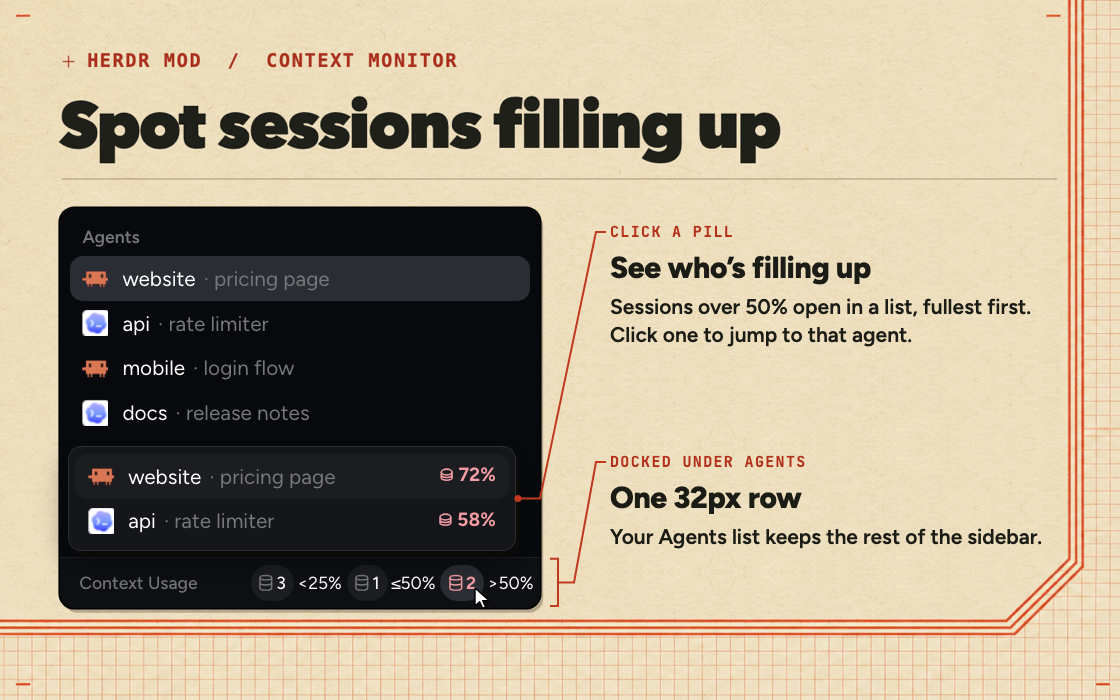 + HERDR MOD / CONTEXT MONITOR
Spot sessions filling up
Agents
website · pricing page
api · rate limiter
mobile · login flow
docs · release notes
website · pricing page 72%
api · rate limiter 58%
Context Usage 3 <25% 1 ≤50% 2 >50%
CLICK A PILL
See who’s filling up
Sessions over 50% open in a list, fullest first.
Click one to jump to that agent.
DOCKED UNDER AGENTS
One 32px row
Your Agents list keeps the rest of the sidebar.